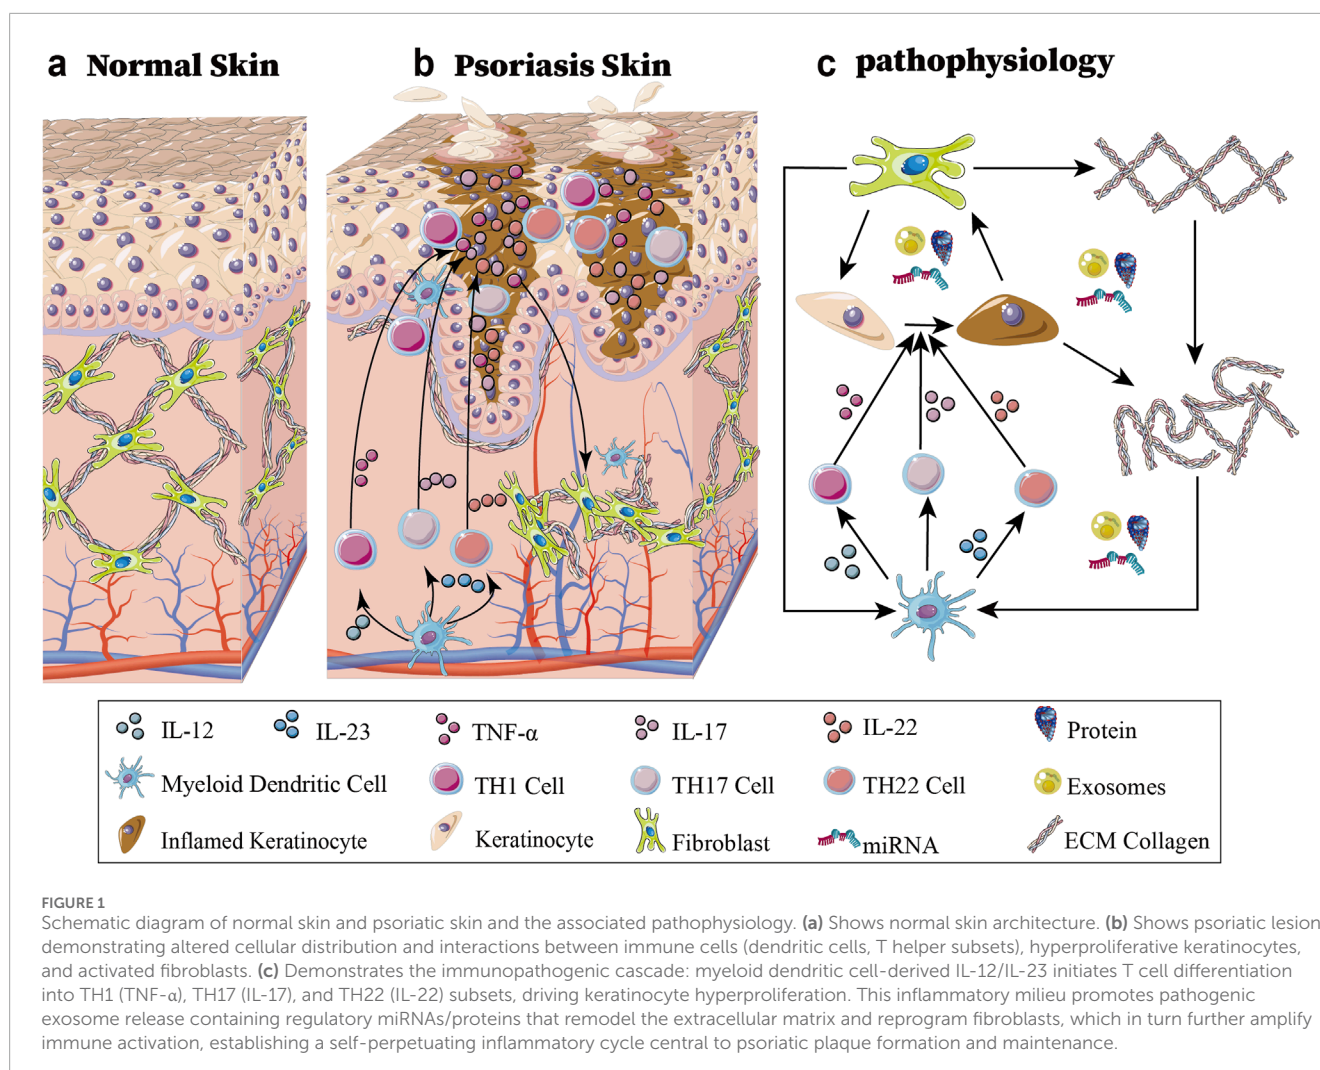 a Normal Skin
b Psoriasis Skin
c pathophysiology
IL-12
IL-23
TNF-α
IL-17
IL-22
Protein
Myeloid Dendritic Cell
TH1 Cell
TH17 Cell
TH22 Cell
Exosomes
Inflamed Keratinocyte
Keratinocyte
Fibroblast
miRNA
ECM Collagen
FIGURE 1
Schematic diagram of normal skin and psoriatic skin and the associated pathophysiology. (a) Shows normal skin architecture. (b) Shows psoriatic lesion
demonstrating altered cellular distribution and interactions between immune cells (dendritic cells, T helper subsets), hyperproliferative keratinocytes,
and activated fibroblasts. (c) Demonstrates the immunopathogenic cascade: myeloid dendritic cell-derived IL-12/IL-23 initiates T cell differentiation
into TH1 (TNF-α), TH17 (IL-17), and TH22 (IL-22) subsets, driving keratinocyte hyperproliferation. This inflammatory milieu promotes pathogenic
exosome release containing regulatory miRNAs/proteins that remodel the extracellular matrix and reprogram fibroblasts, which in turn further amplify
immune activation, establishing a self-perpetuating inflammatory cycle central to psoriatic plaque formation and maintenance.